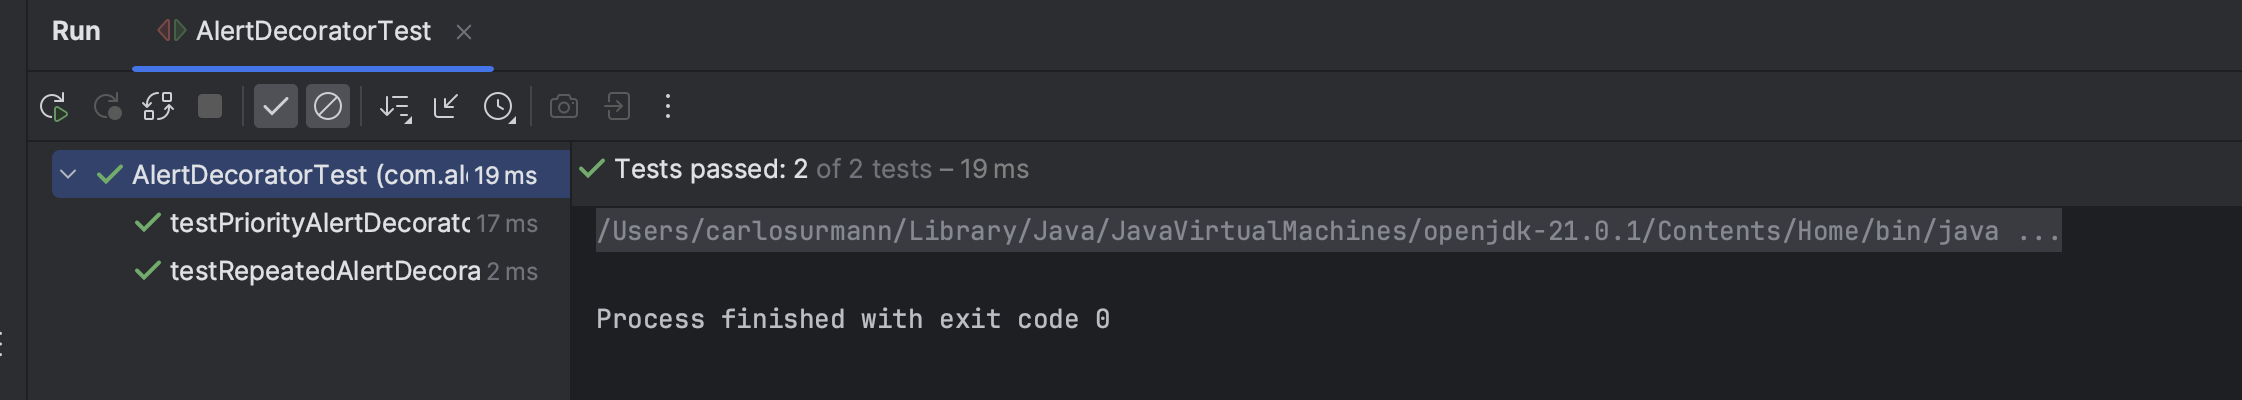 Run AlertDecoratorTest
AlertDecoratorTest (com.al 19 ms
testPriorityAlertDecorato 17 ms
testRepeatedAlertDecora 2 ms
Tests passed: 2 of 2 tests – 19 ms
/Users/carlosurmann/Library/Java/JavaVirtualMachines/openjdk-21.0.1/Contents/Home/bin/java ...
Process finished with exit code 0